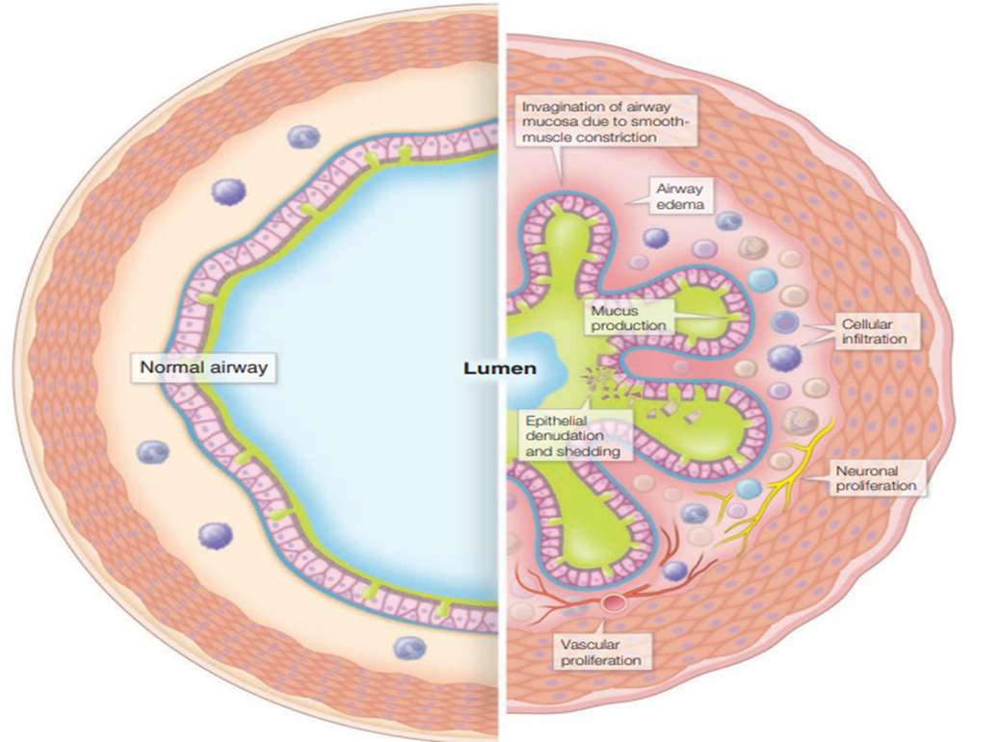 Invagination of airway
mucosa due to smooth-
muscle constriction
Airway
edema
Mucus
production
Cellular
infiltration
Normal airway
Lumen
Epithelial
denudation
and shedding
Neuronal
proliferation
Vascular
proliferation